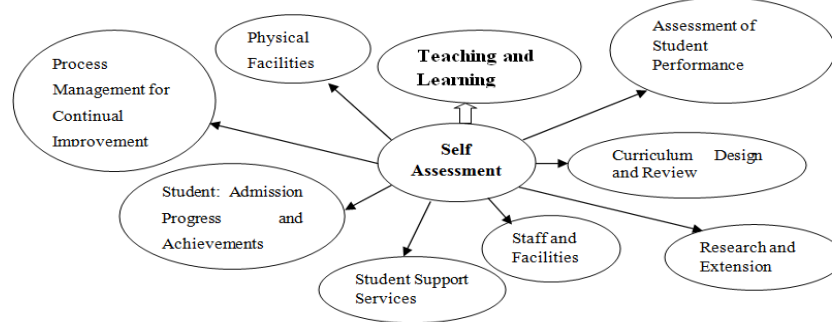 Physical
Facilities
Teaching and
Learning
Assessment of
Student
Performance
Process
Management for
Continual
Improvement
Self
Assessment
Curriculum Design
and Review
Student: Admission
Progress and
Achievements
Staff and
Facilities
Research and
Extension
Student Support
Services